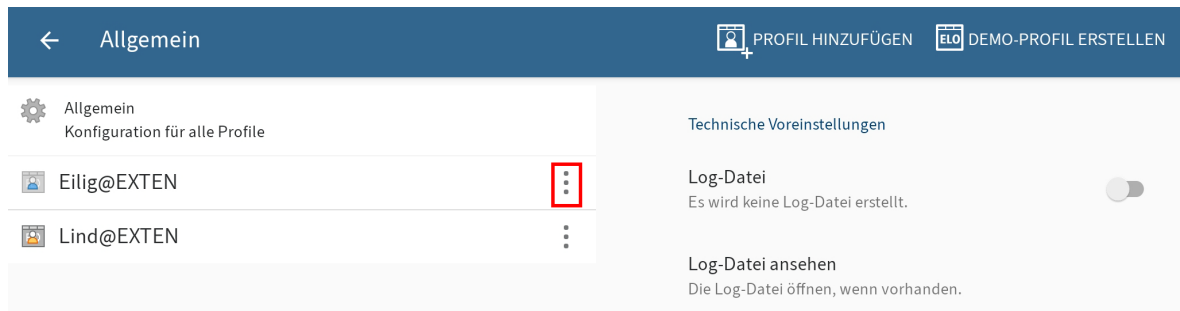 Allgemein
PROFIL HINZUFÜGEN
ELO DEMO-PROFIL ERSTELLEN
Allgemein
Konfiguration für alle Profile
Eilig@EXTEN
Lind@EXTEN
Technische Voreinstellungen
Log-Datei
Es wird keine Log-Datei erstellt.
Log-Datei ansehen
Die Log-Datei öffnen, wenn vorhanden.